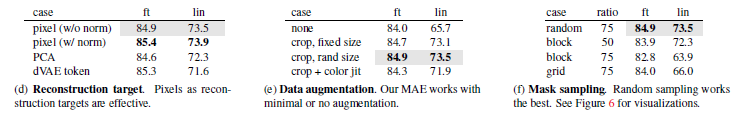 case ft lin
pixel (w/o norm) 84.9 73.5
pixel (w/ norm) 85.4 73.9
PCA 84.6 72.3
dVAE token 85.3 71.6
(d) Reconstruction target. Pixels as recon-
struction targets are effective.
case ft lin
none 84.0 65.7
crop, fixed size 84.7 73.1
crop, rand size 84.9 73.5
crop + color jit 84.3 71.9
(e) Data augmentation. Our MAE works with
minimal or no augmentation.
case ratio ft lin
random 75 84.9 73.5
block 50 83.9 72.3
block 75 82.8 63.9
grid 75 84.0 66.0
(f) Mask sampling. Random sampling works
the best. See Figure 6 for visualizations.